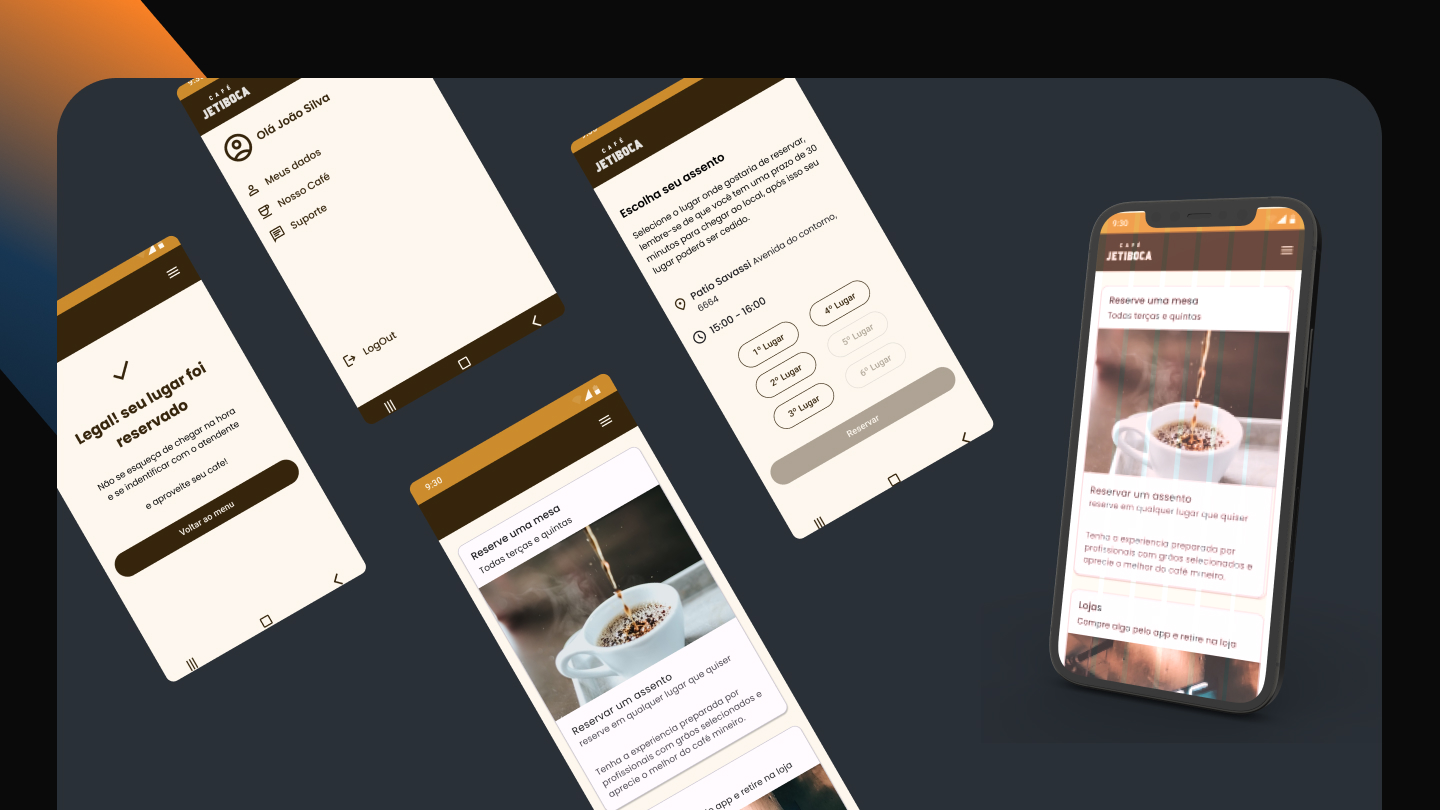 CAFÉ
JETIBOCA
Olá João Silva
Meus dados
Nosso Café
Suporte
LogOut
Legal! seu lugar foi
reservado
Não se esqueça de chegar na hora
e se indentificar com o atendente
e aproveite seu cafe!
Voltar ao menu
9:30
Reserve uma mesa
Todas terças e quintas
Reservar um assento
reserve em qualquer lugar que quiser
Tenha a experiencia preparada por
profissionais com grãos selecionados e
aprecie o melhor do café mineiro.
app e retire na loja
CAFÉ
JETIBOCA
Escolha seu assento
Selecione o lugar onde gostaria de reservar,
lembre-se de que você tem uma prazo de 30
minutos para chegar ao local, após isso seu
lugar poderá ser cedido.
Patio Savassi Avenida do contorno,
6664
15:00 - 16:00
1º Lugar
4º Lugar
2º Lugar
5º Lugar
3º Lugar
6º Lugar
Reservar
9:30
CAFÉ
JETIBOCA
Reserve uma mesa
Todas terças e quintas
Reservar um assento
reserve em qualquer lugar que quiser
Tenha a experiencia preparada por
profissionais com grãos selecionados e
aprecie o melhor do café mineiro.
Lojas
Compre algo pelo app e retire na loja